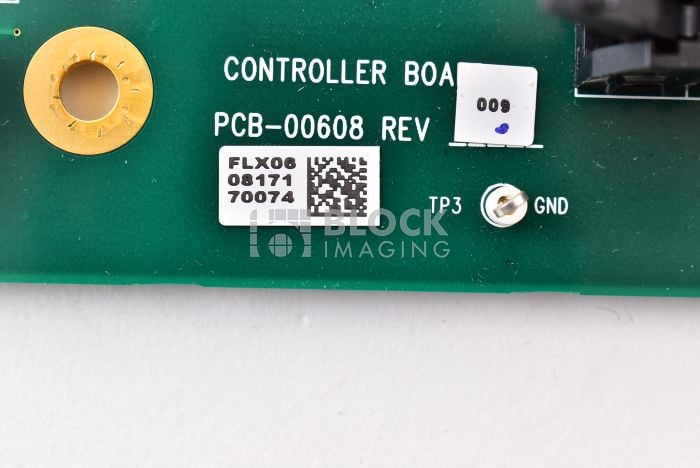 CONTROLLER BOA
009
PCB-00608 REV
FLX06
08171
70074
TP3
GND
BLOCK
IMAGING